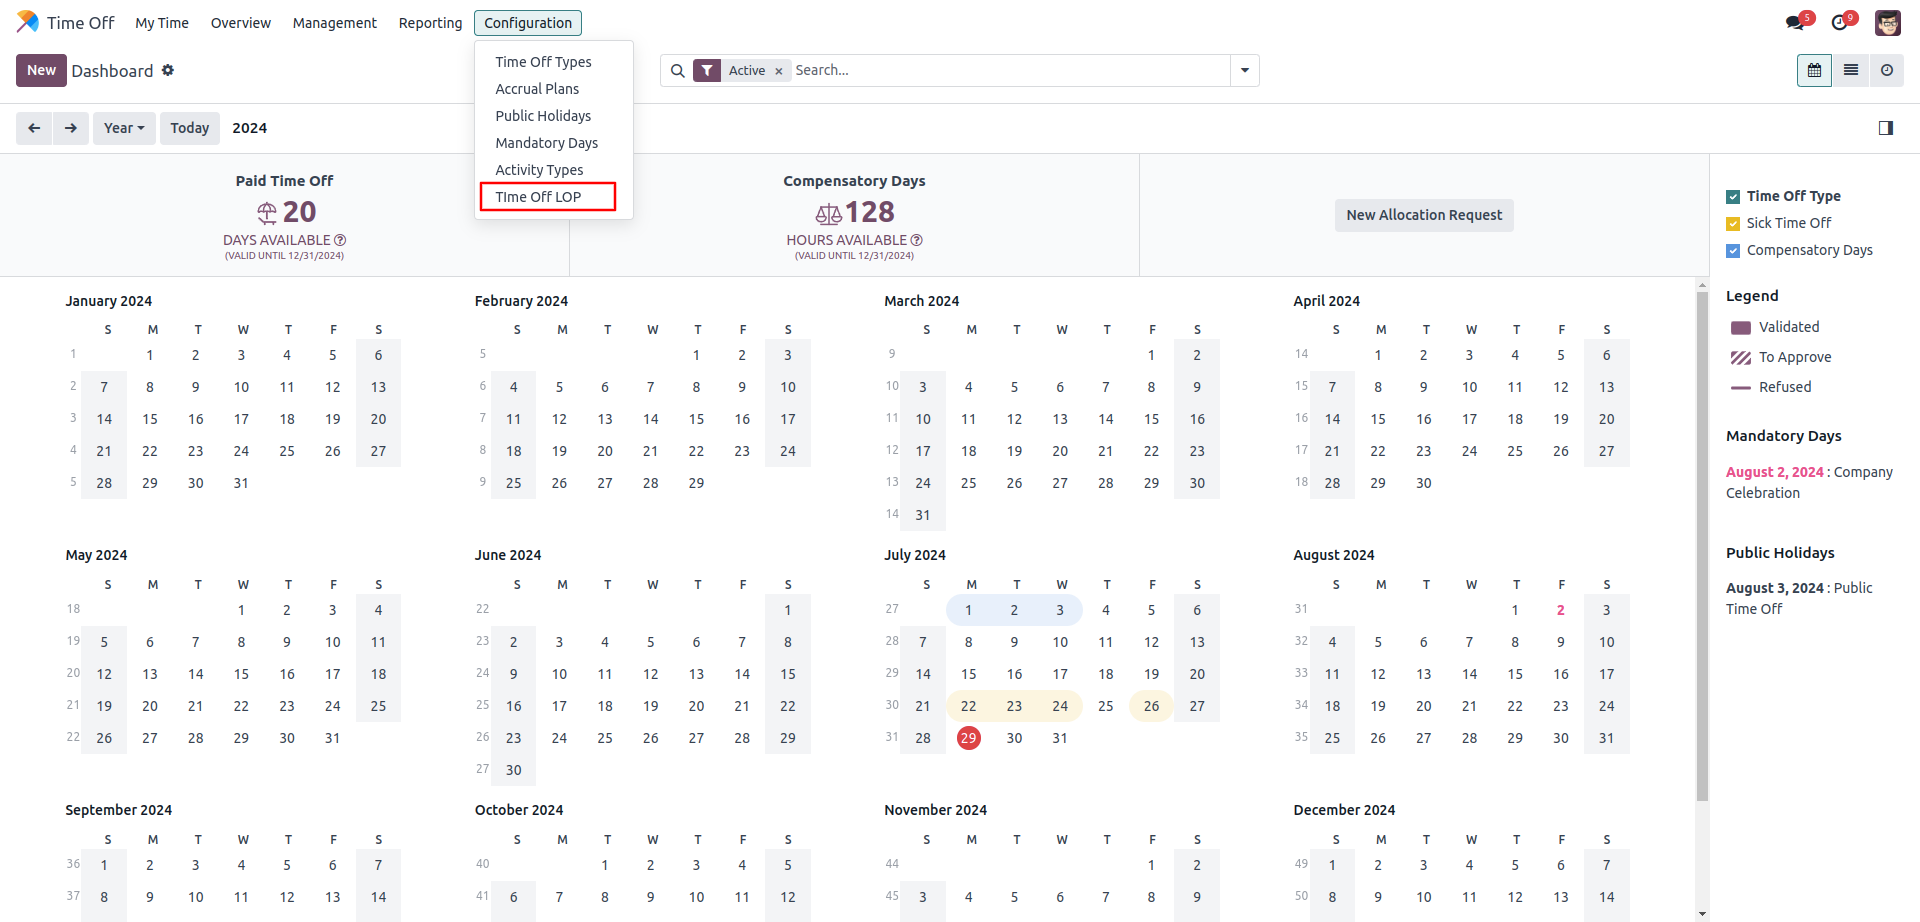 Time Off My Time Overview Management Reporting Configuration 5 9
New Dashboard Active × Search...
Time Off Types
Accrual Plans
Public Holidays
Mandatory Days
Activity Types
TIme Off LOP
Year Today 2024
Paid Time Off
20
DAYS AVAILABLE
(VALID UNTIL 12/31/2024)
Compensatory Days
128
HOURS AVAILABLE
(VALID UNTIL 12/31/2024)
New Allocation Request
January 2024
S M T W T F S
1 1 2 3 4 5 6
2 7 8 9 10 11 12 13
3 14 15 16 17 18 19 20
4 21 22 23 24 25 26 27
5 28 29 30 31
February 2024
S M T W T F S
5 1 2 3
6 4 5 6 7 8 9 10
7 11 12 13 14 15 16 17
8 18 19 20 21 22 23 24
9 25 26 27 28 29
March 2024
S M T W T F S
9 1 2
10 3 4 5 6 7 8 9
11 10 11 12 13 14 15 16
12 17 18 19 20 21 22 23
13 24 25 26 27 28 29 30
14 31
April 2024
S M T W T F S
14 1 2 3 4 5 6
15 7 8 9 10 11 12 13
16 14 15 16 17 18 19 20
17 21 22 23 24 25 26 27
18 28 29 30
May 2024
S M T W T F S
18 1 2 3 4
19 5 6 7 8 9 10 11
20 12 13 14 15 16 17 18
21 19 20 21 22 23 24 25
22 26 27 28 29 30 31
June 2024
S M T W T F S
22 1
23 2 3 4 5 6 7 8
24 9 10 11 12 13 14 15
25 16 17 18 19 20 21 22
26 23 24 25 26 27 28 29
27 30
July 2024
S M T W T F S
27 1 2 3 4 5 6
28 7 8 9 10 11 12 13
29 14 15 16 17 18 19 20
30 21 22 23 24 25 26 27
31 28 29 30 31
August 2024
S M T W T F S
31 1 2 3
32 4 5 6 7 8 9 10
33 11 12 13 14 15 16 17
34 18 19 20 21 22 23 24
35 25 26 27 28 29 30 31
September 2024
S M T W T F S
36 1 2 3 4 5 6 7
37 8 9 10 11 12 13 14
October 2024
S M T W T F S
40 1 2 3 4 5
41 6 7 8 9 10 11 12
November 2024
S M T W T F S
44 1 2
45 3 4 5 6 7 8 9
December 2024
S M T W T F S
49 1 2 3 4 5 6 7
50 8 9 10 11 12 13 14
Time Off Type
Sick Time Off
Compensatory Days
Legend
Validated
To Approve
Refused
Mandatory Days
August 2, 2024 : Company
Celebration
Public Holidays
August 3, 2024 : Public
Time Off